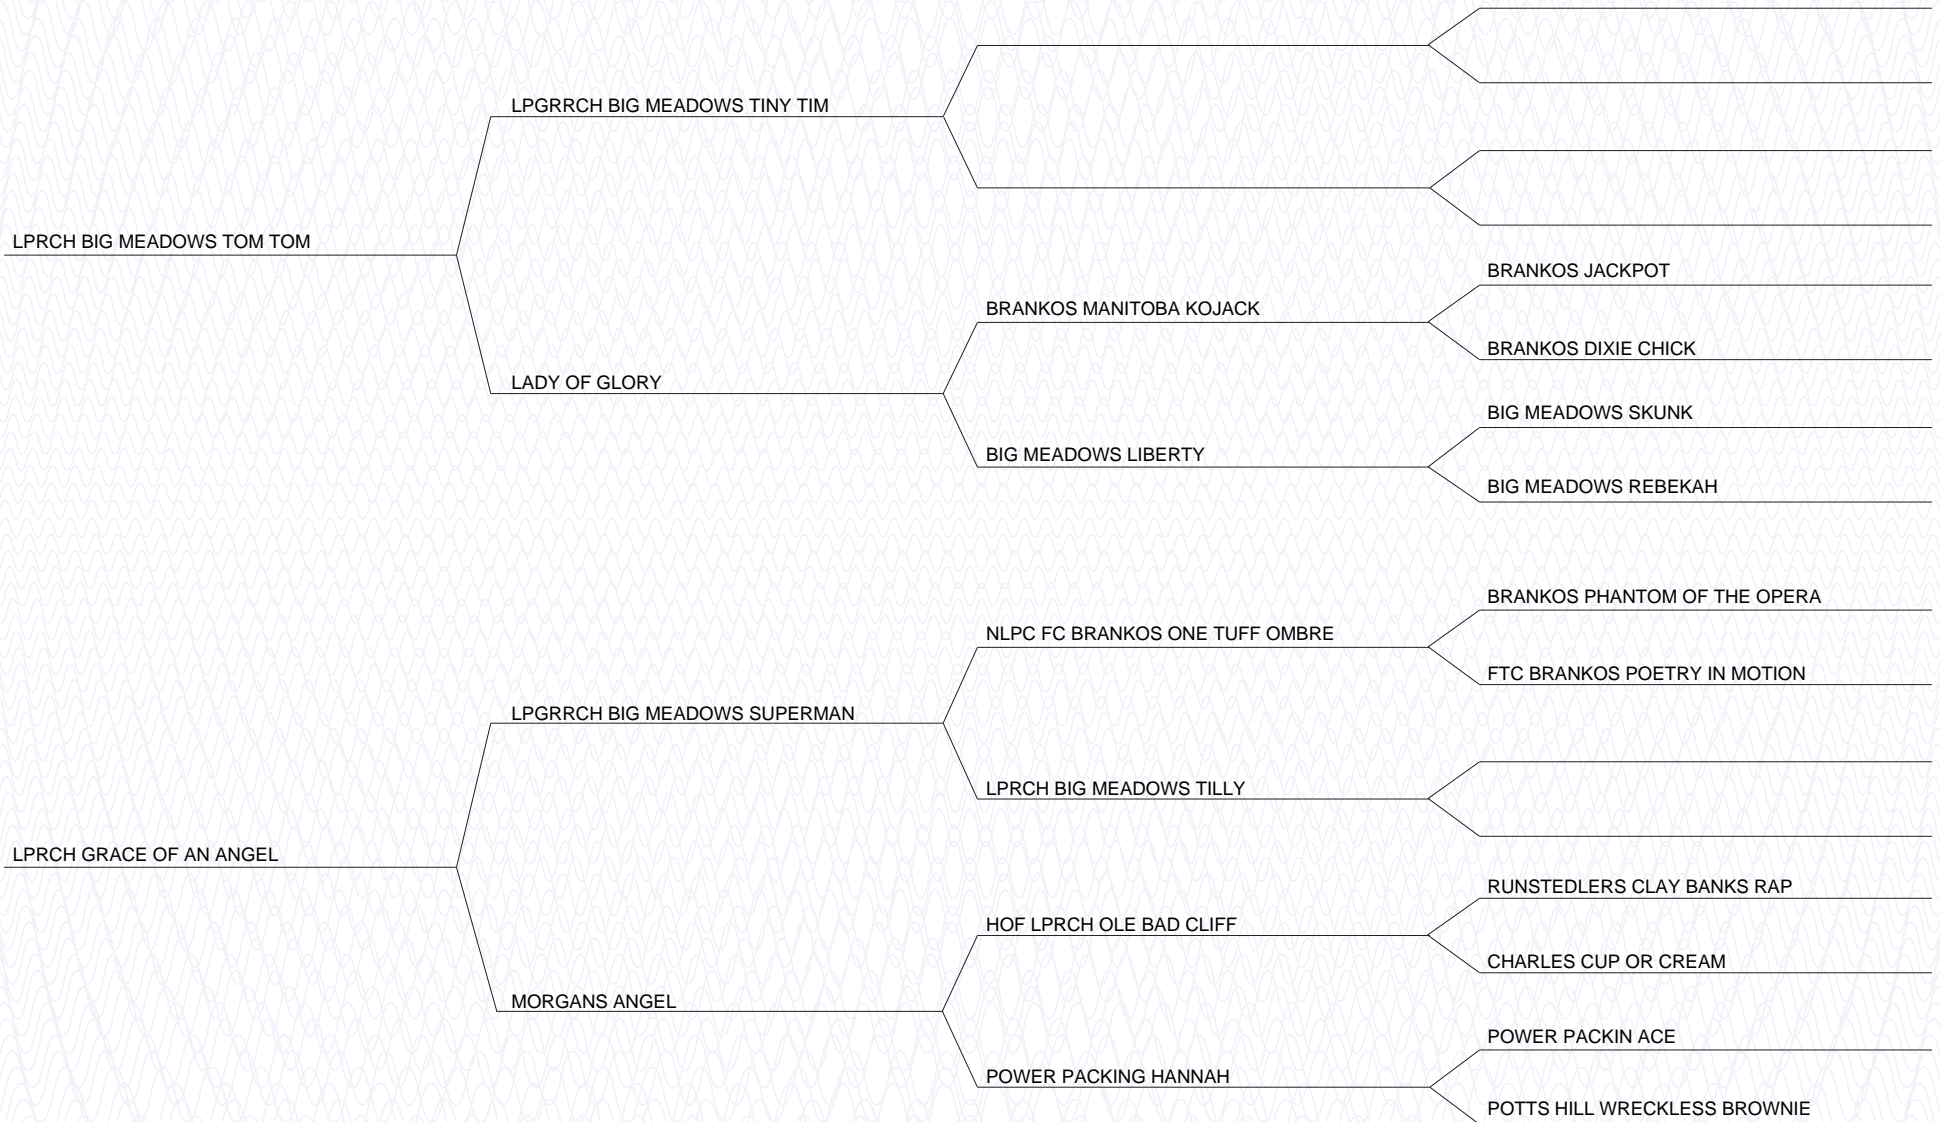 LPGRRCH BIG MEADOWS TINY TIM
LPRCH BIG MEADOWS TOM TOM
BRANKOS JACKPOT
BRANKOS MANITOBA KOJACK
BRANKOS DIXIE CHICK
LADY OF GLORY
BIG MEADOWS SKUNK
BIG MEADOWS LIBERTY
BIG MEADOWS REBEKAH
BRANKOS PHANTOM OF THE OPERA
NLPC FC BRANKOS ONE TUFF OMBRE
FTC BRANKOS POETRY IN MOTION
LPGRRCH BIG MEADOWS SUPERMAN
LPRCH BIG MEADOWS TILLY
LPRCH GRACE OF AN ANGEL
RUNSTEDLERS CLAY BANKS RAP
HOF LPRCH OLE BAD CLIFF
CHARLES CUP OR CREAM
MORGANS ANGEL
POWER PACKIN ACE
POWER PACKING HANNAH
POTTS HILL WRECKLESS BROWNIE